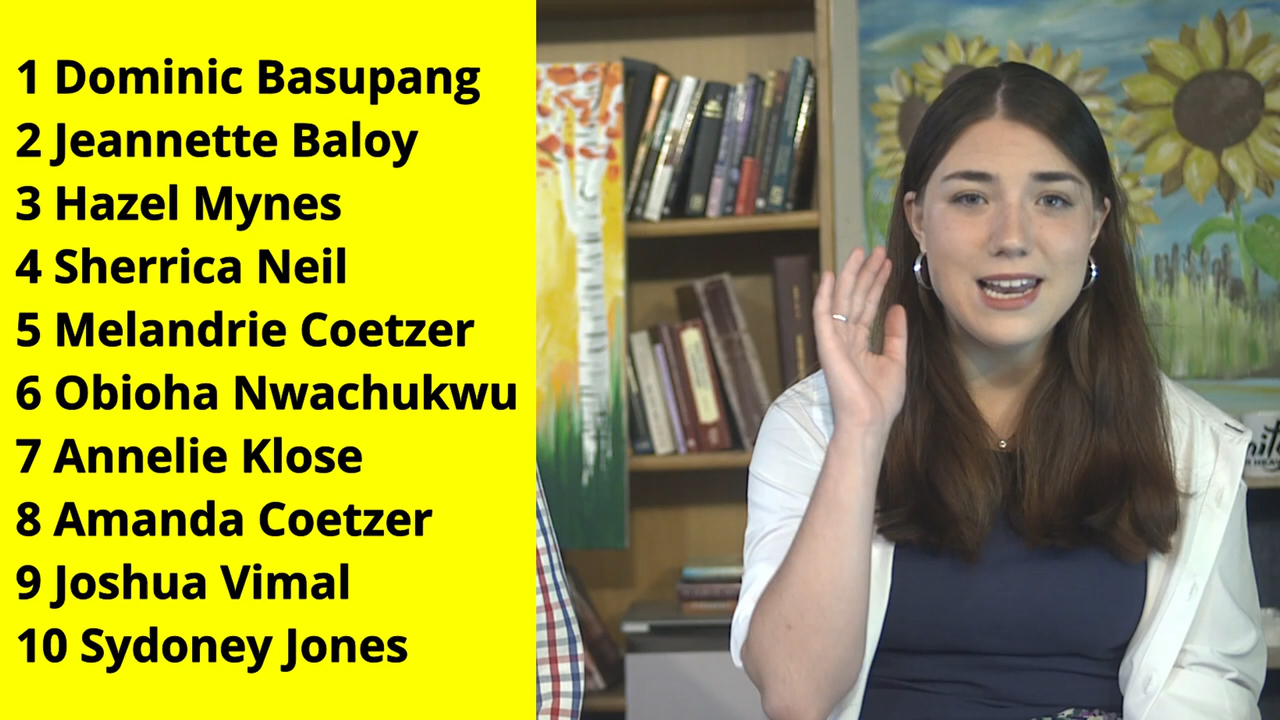 1 Dominic Basupang
2 Jeannette Baloy
3 Hazel Mynes
4 Sherrica Neil
5 Melandrie Coetzer
6 Obioha Nwachukwu
7 Annelie Klose
8 Amanda Coetzer
9 Joshua Vimal
10 Sydoney Jones